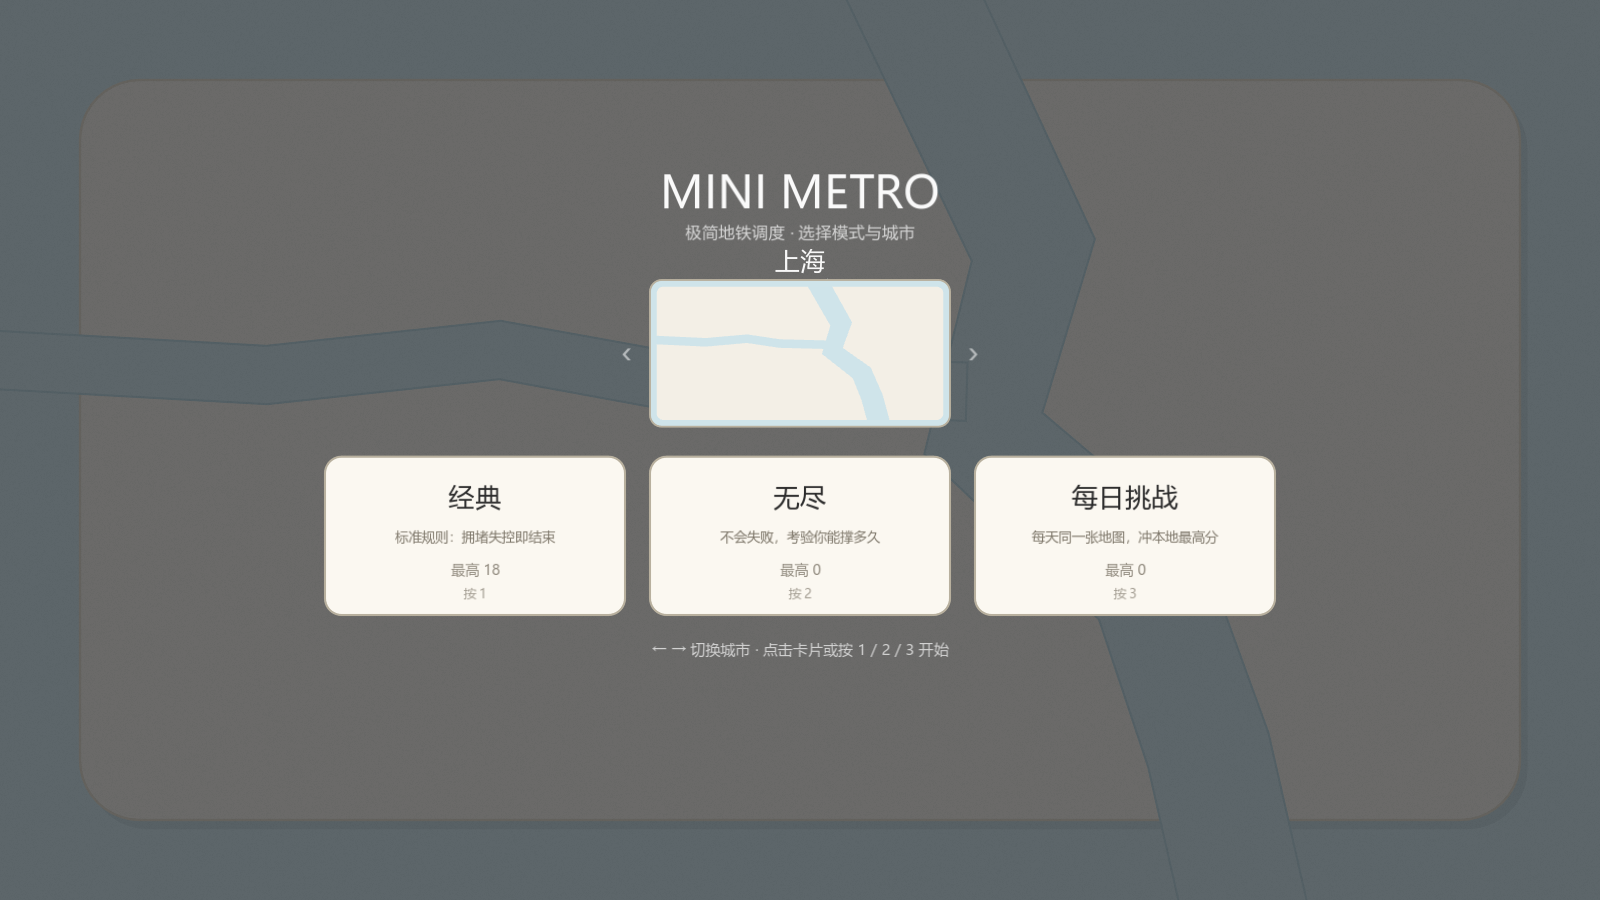 MINI METRO
极简地铁调度 · 选择模式与城市
上海
‹ ›
经典
标准规则：拥堵失控即结束
最高 18
按 1
无尽
不会失败，考验你能撑多久
最高 0
按 2
每日挑战
每天同一张地图，冲本地最高分
最高 0
按 3
← → 切换城市 · 点击卡片或按 1 / 2 / 3 开始